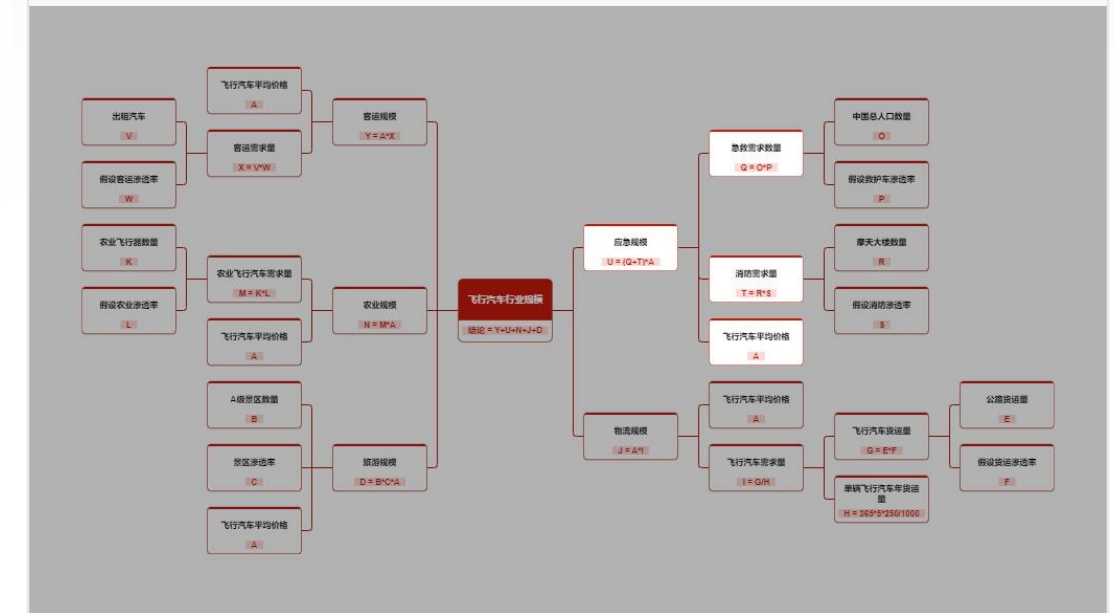 飞行汽车平均价格
A
出租汽车
V
客运规模
Y = A*X
客运需求量
X = V*W
假设客运渗透率
W
农业飞行器数量
K
农业飞行汽车需求量
M = K*L
假设农业渗透率
L
农业规模
N = M*A
飞行汽车平均价格
A
A级景区数量
B
景区渗透率
C
旅游规模
D = B*C*A
飞行汽车平均价格
A
飞行汽车行业规模
结论 = Y+U+N+J+D
应急规模
U = (Q+T)*A
急救需求数量
Q = O*P
中国总人口数量
O
假设救护车渗透率
P
消防需求量
T = R*S
摩天大楼数量
R
假设消防渗透率
S
飞行汽车平均价格
A
物流规模
J = A*I
飞行汽车平均价格
A
飞行汽车需求量
I = G/H
飞行汽车货运量
G = E*F
公路货运量
E
假设货运渗透率
F
单辆飞行汽车年货运
量
H = 365*5*250/1000